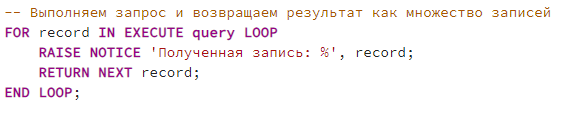 -- Выполняем запрос и возвращаем результат как множество записей
FOR record IN EXECUTE query LOOP
    RAISE NOTICE 'Полученная запись: %', record;
    RETURN NEXT record;
END LOOP;